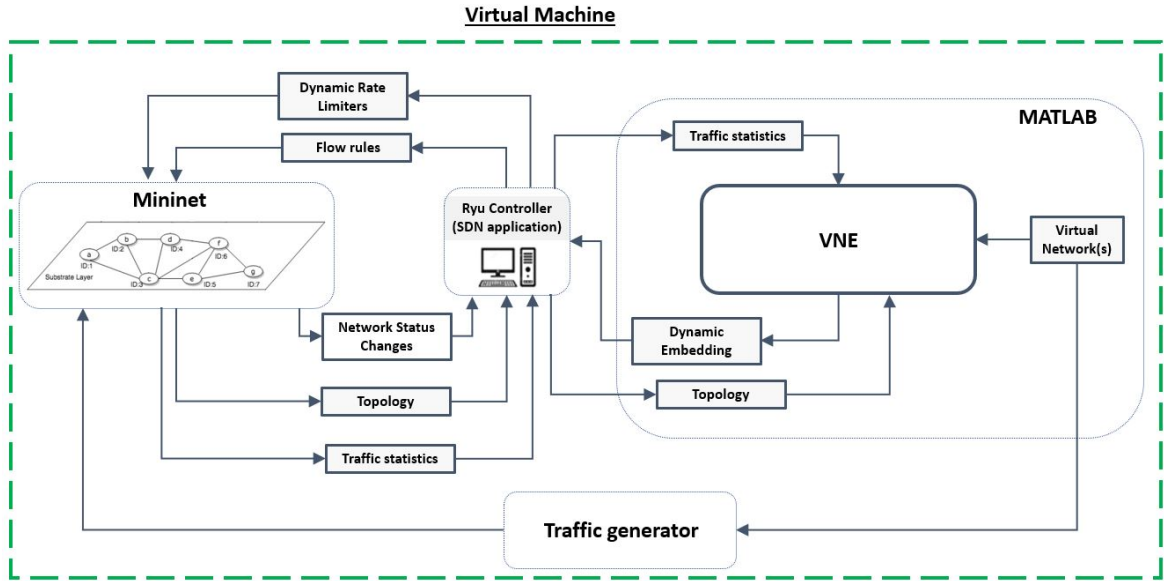 Virtual Machine
Dynamic Rate
Limiters
Flow rules
MATLAB
Traffic statistics
Mininet
a
ID:1
b
ID:2
d
ID:4
f
ID:6
c
ID:3
e
ID:5
g
ID:7
Substrate Layer
Ryu Controller
(SDN application)
VNE
Virtual
Network(s)
Network Status
Changes
Dynamic
Embedding
Topology
Topology
Traffic statistics
Traffic generator